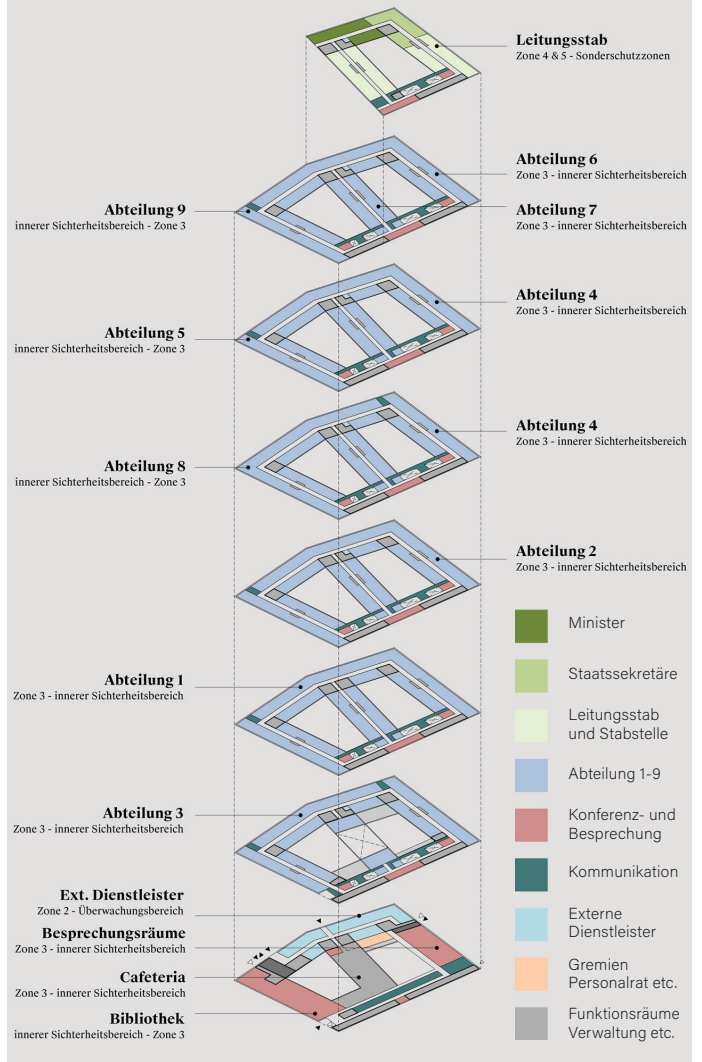 Leitungsstab
Zone 4 & 5 - Sonderschutzzonen
Abteilung 6
Zone 3 - innerer Sichterheitsbereich
Abteilung 9
innerer Sichterheitsbereich - Zone 3
Abteilung 7
Zone 3 - innerer Sichterheitsbereich
Abteilung 4
Zone 3 - innerer Sichterheitsbereich
Abteilung 5
innerer Sichterheitsbereich - Zone 3
Abteilung 4
Zone 3 - innerer Sichterheitsbereich
Abteilung 8
innerer Sichterheitsbereich - Zone 3
Abteilung 2
Zone 3 - innerer Sichterheitsbereich
Abteilung 1
Zone 3 - innerer Sichterheitsbereich
Abteilung 3
Zone 3 - innerer Sichterheitsbereich
Ext. Dienstleister
Zone 2 - Überwachungsbereich
Besprechungsräume
Zone 3 - innerer Sichterheitsbereich
Cafeteria
Zone 3 - innerer Sichterheitsbereich
Bibliothek
innerer Sichterheitsbereich - Zone 3
Minister
Staatssekretäre
Leitungsstab
und Stabstelle
Abteilung 1-9
Konferenz- und
Besprechung
Kommunikation
Externe
Dienstleister
Gremien
Personalrat etc.
Funktionsräume
Verwaltung etc.